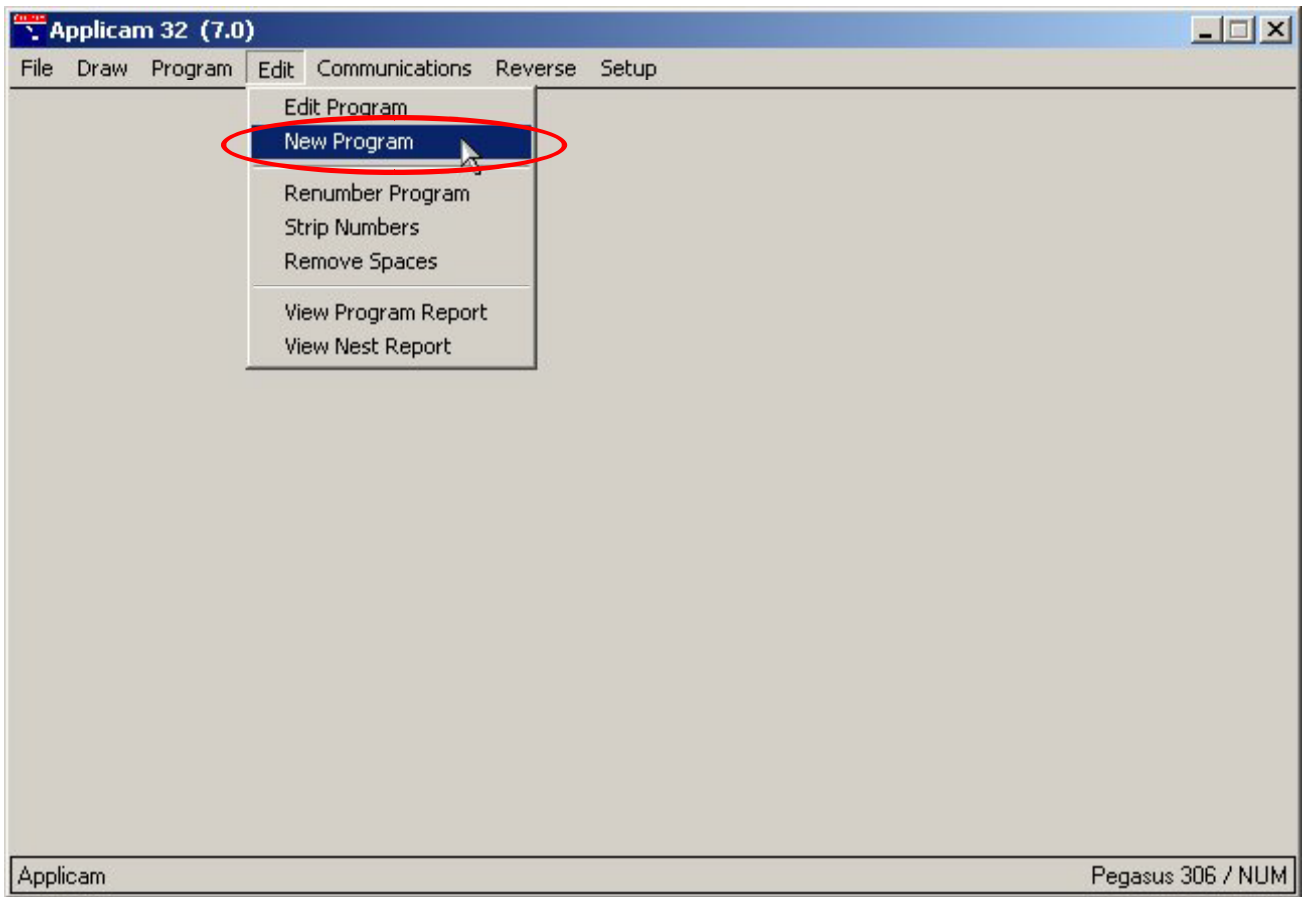 Applicam 32 (7.0)
File Draw Program Edit Communications Reverse Setup
Edit Program
New Program
Renumber Program
Strip Numbers
Remove Spaces
View Program Report
View Nest Report
Applicam Pegasus 306 / NUM